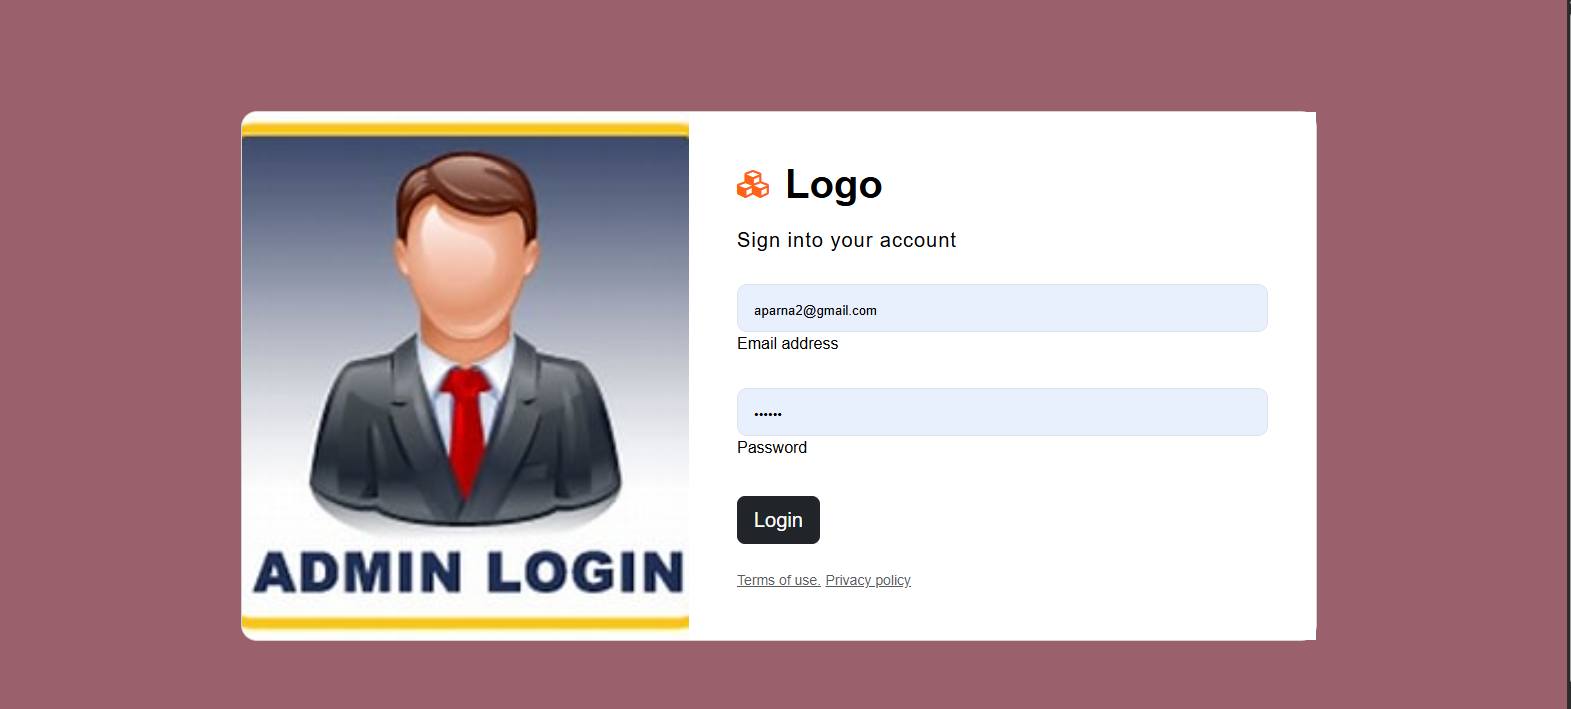 ADMIN LOGIN
Logo
Sign into your account
aparna2@gmail.com
Email address
••••••
Password
Login
Terms of use. Privacy policy